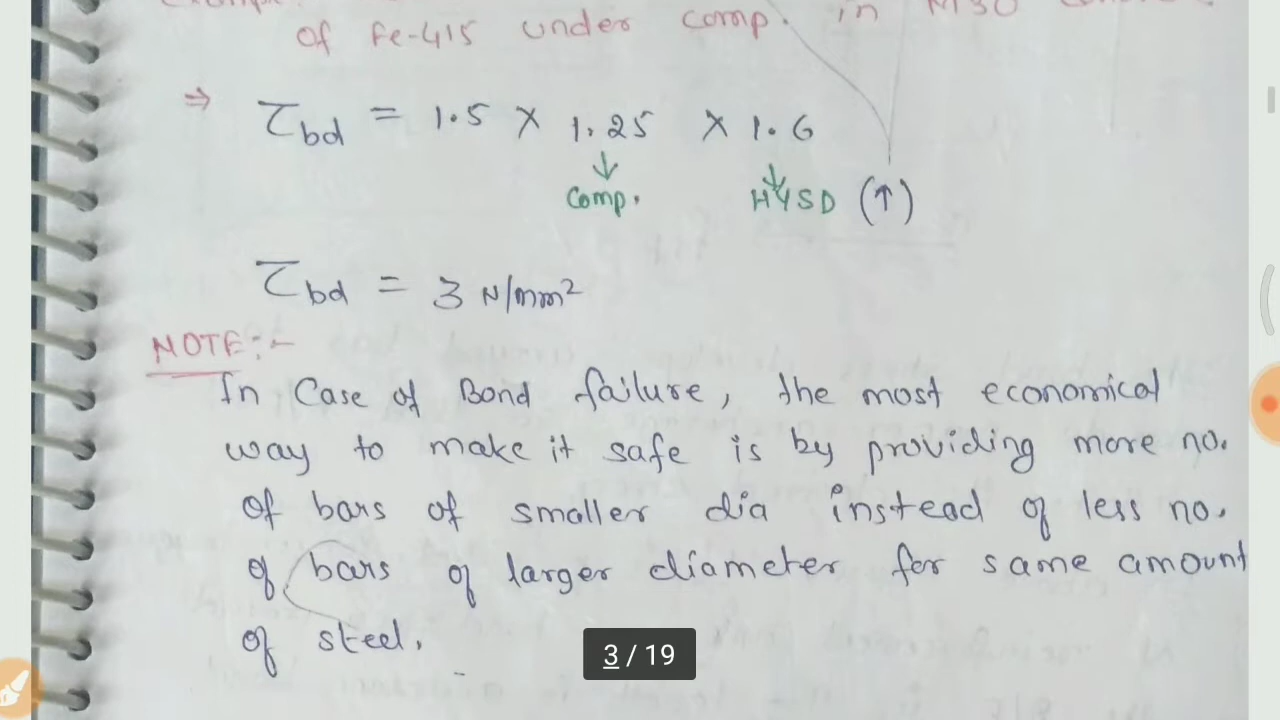 of Fe-415 under comp. in M30
⇒ τbd = 1.5 × 1.25 × 1.6
↓ ↓
Comp. HYSD (↑)
τbd = 3 N/mm²
NOTE:-
In Case of Bond failure, the most economical
way to make it safe is by providing more no.
of bars of smaller dia instead of less no.
of bars of larger diameter for same amount
of steel.
3 / 19